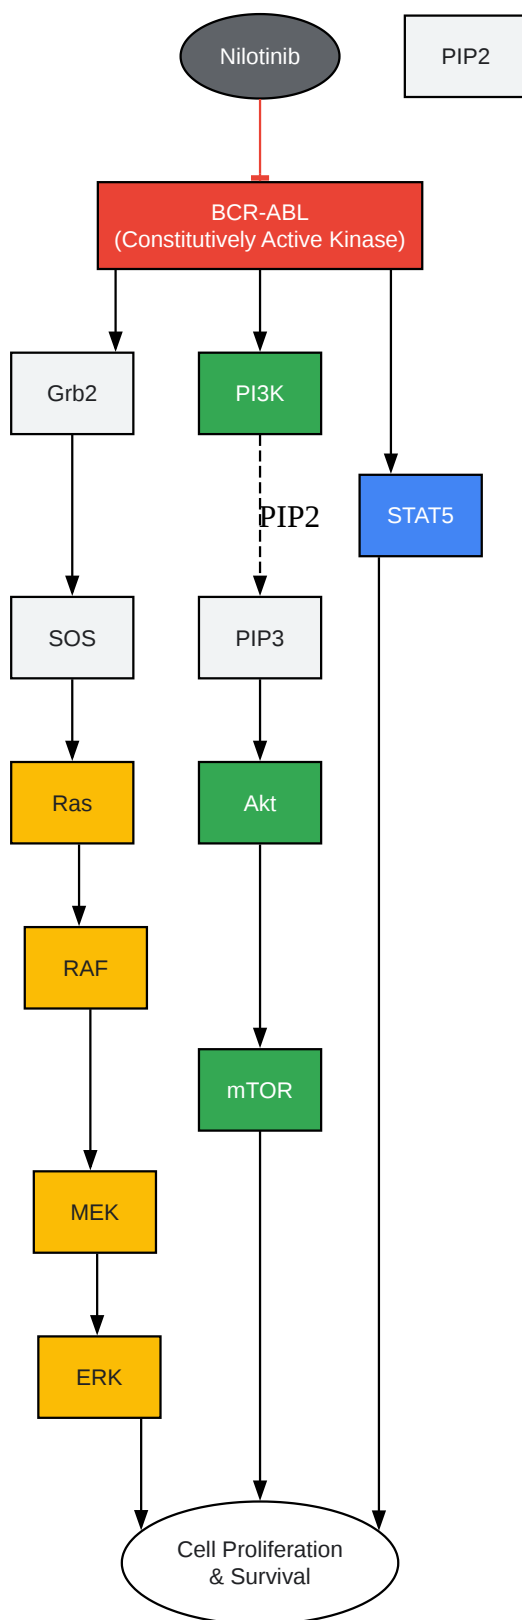 Nilotinib
PIP2
BCR-ABL
(Constitutively Active Kinase)
Grb2
PI3K
PIP2
STAT5
SOS
PIP3
Ras
Akt
RAF
mTOR
MEK
ERK
Cell Proliferation
& Survival